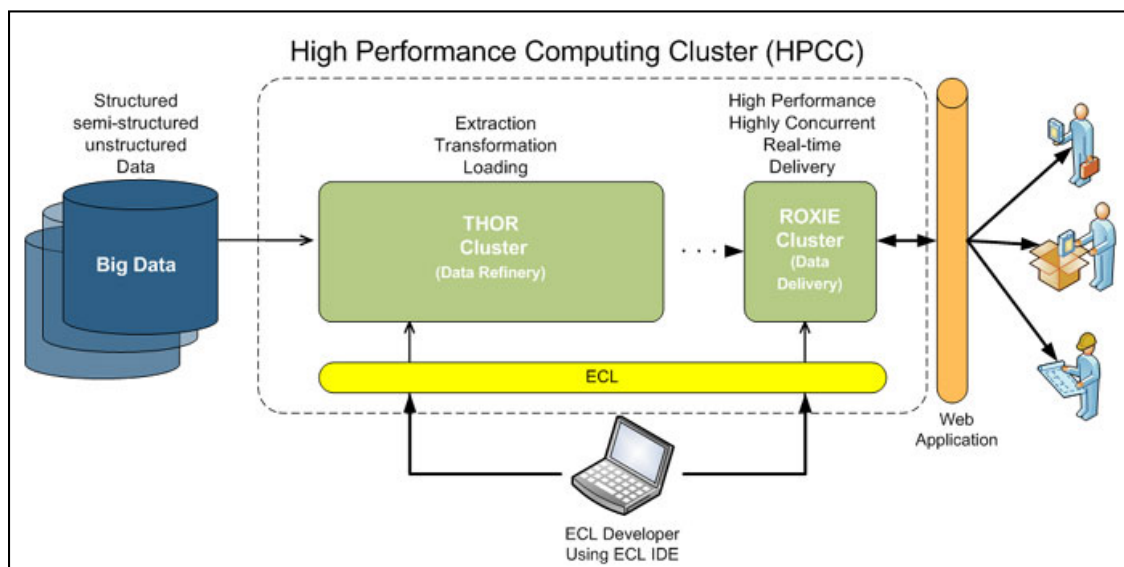 High Performance Computing Cluster (HPCC)
Structured
semi-structured
unstructured
Data
Big Data
Extraction
Transformation
Loading
THOR
Cluster
(Data Refinery)
High Performance
Highly Concurrent
Real-time
Delivery
ROXIE
Cluster
(Data
Delivery)
ECL
Web
Application
ECL Developer
Using ECL IDE